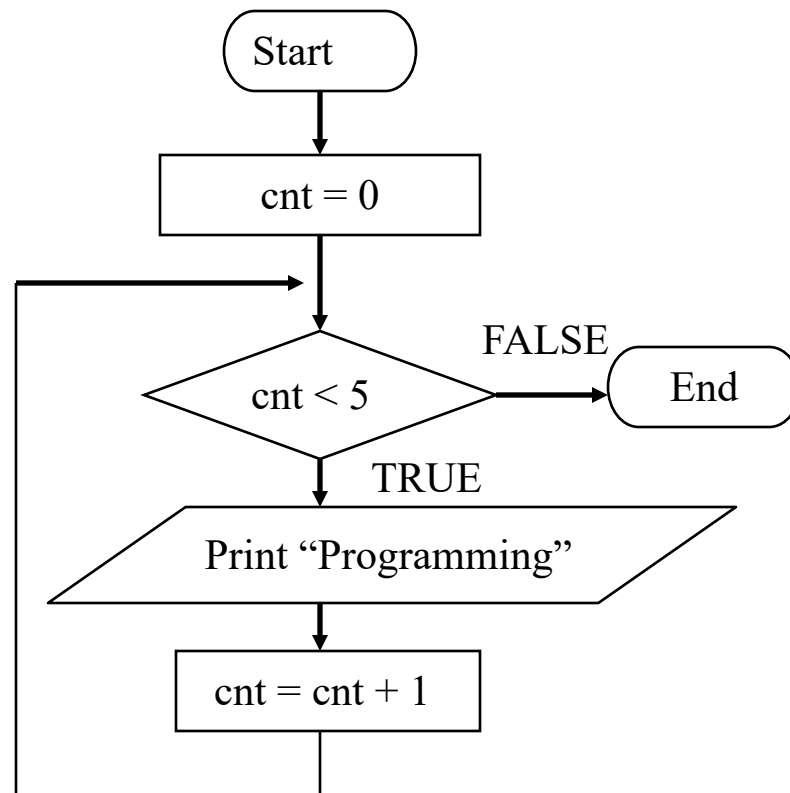 Start
cnt = 0
FALSE
cnt < 5
End
TRUE
Print “Programming”
cnt = cnt + 1